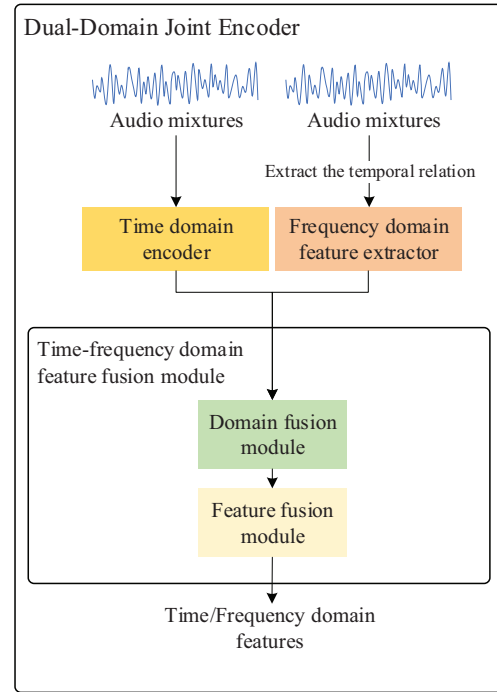 Dual-Domain Joint Encoder
Audio mixtures
Audio mixtures
Extract the temporal relation
Time domain
encoder
Frequency domain
feature extractor
Time-frequency domain
feature fusion module
Domain fusion
module
Feature fusion
module
Time/Frequency domain
features